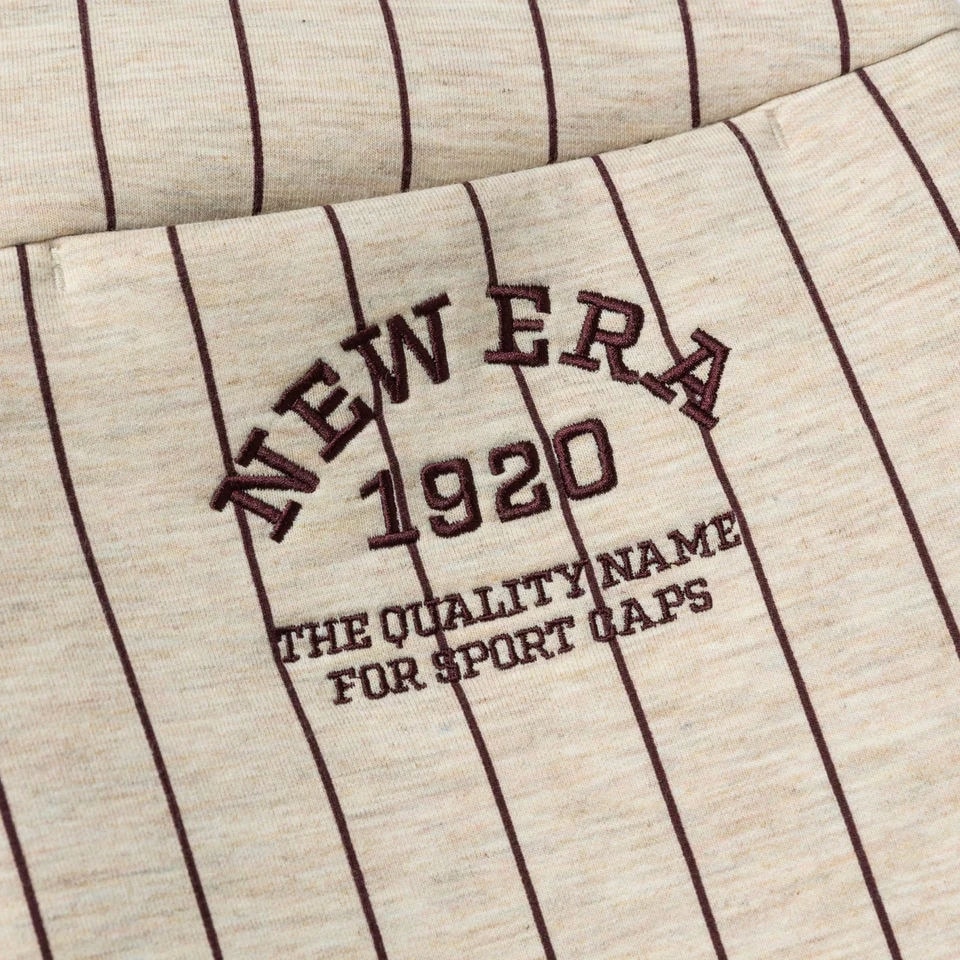 NEW ERA
1920
THE QUALITY NAME
FOR SPORT CAPS